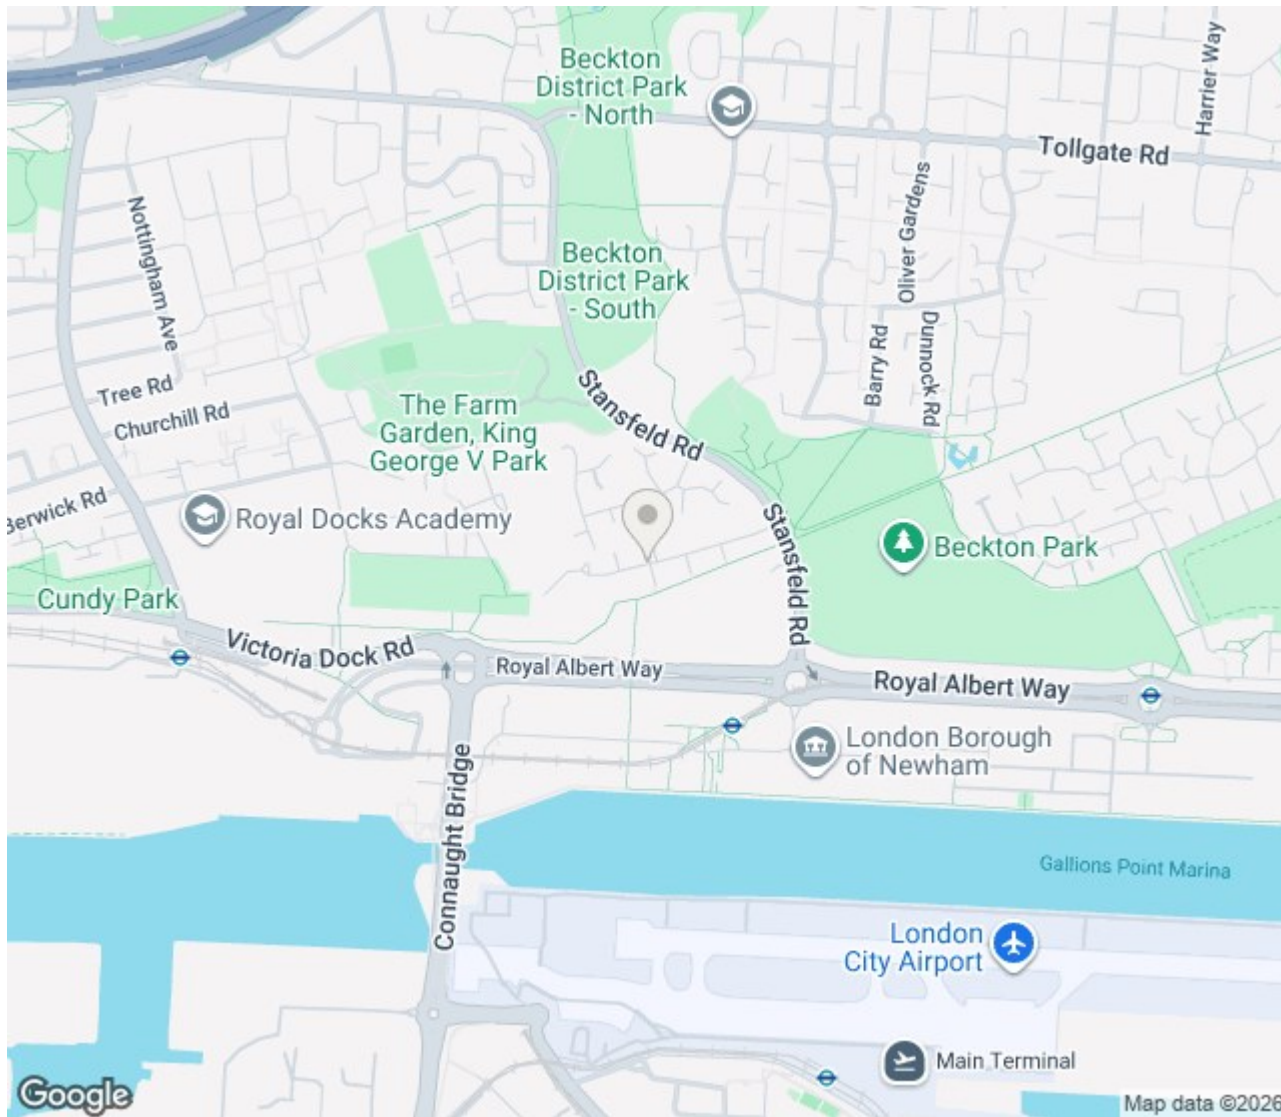 Beckton
District Park
- North
Harrier Way
Tollgate Rd
Nottingham Ave
Oliver Gardens
Beckton
District Park
- South
Barry Rd
Dunnock Rd
Tree Rd
Churchill Rd
The Farm
Garden, King
George V Park
Stansfeld Rd
Berwick Rd
Royal Docks Academy
Stansfeld Rd
Beckton Park
Cundy Park
Victoria Dock Rd
Royal Albert Way
Royal Albert Way
London Borough
of Newham
Connaught Bridge
Gallions Point Marina
London
City Airport
Main Terminal
Google
Map data ©2026